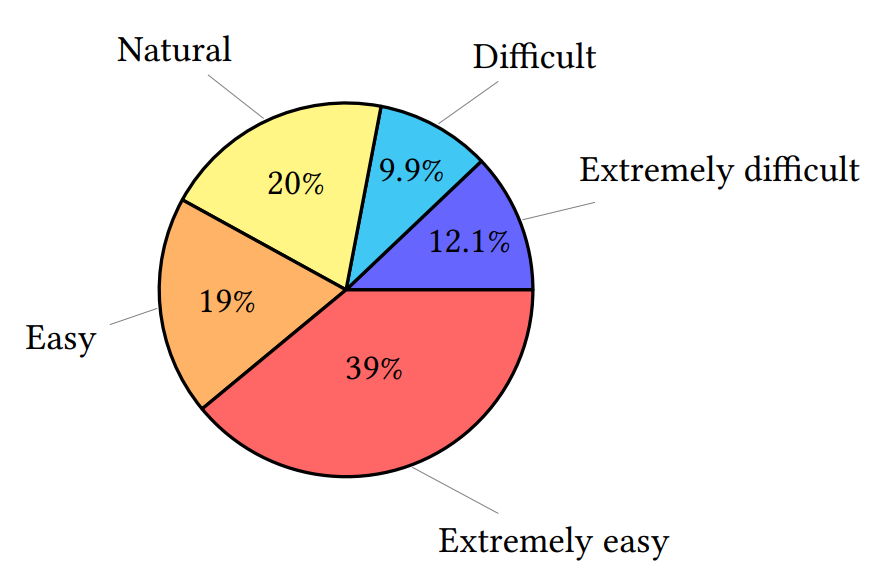 Natural
Difficult
Extremely difficult
9.9%
20%
12.1%
19%
Easy
39%
Extremely easy